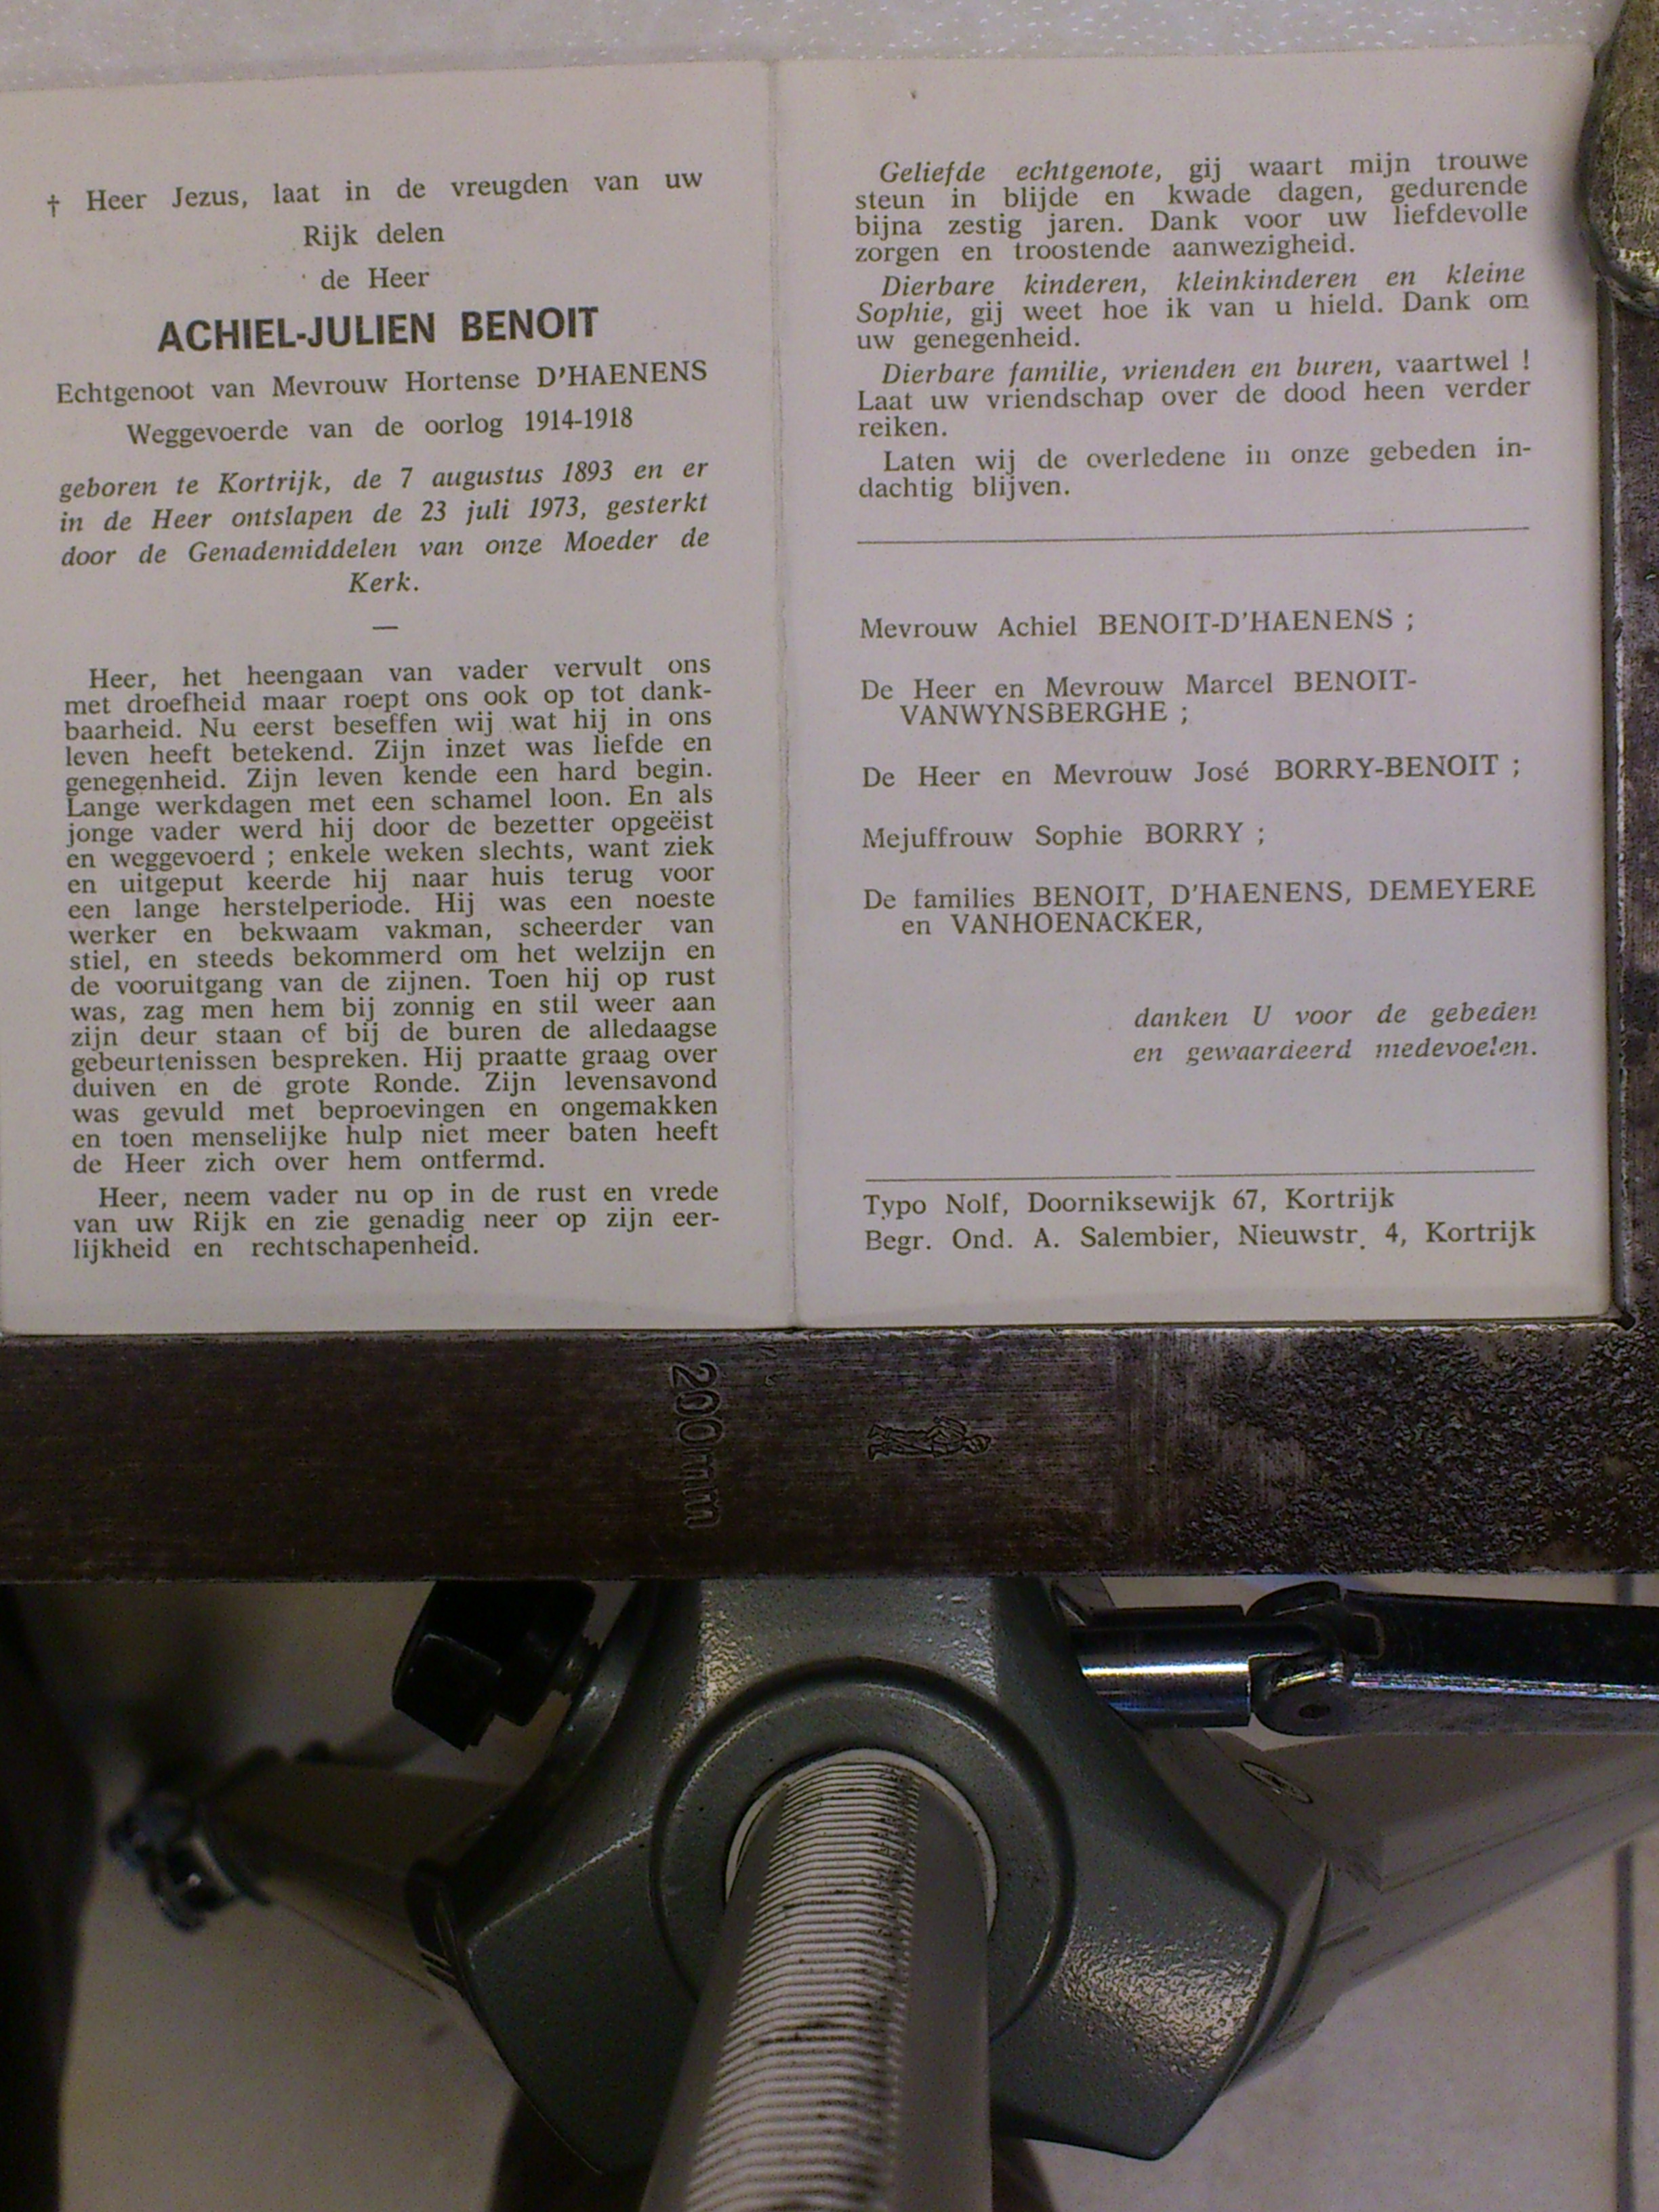 † Heer Jezus, laat in de vreugden van uw
Rijk delen
de Heer
ACHIEL-JULIEN BENOIT
Echtgenoot van Mevrouw Hortense D'HAENENS
Weggevoerde van de oorlog 1914-1918
geboren te Kortrijk, de 7 augustus 1893 en er
in de Heer ontslapen de 23 juli 1973, gesterkt
door de Genademiddelen van onze Moeder de
Kerk.
—
Heer, het heengaan van vader vervult ons
met droefheid maar roept ons ook op tot dank-
baarheid. Nu eerst beseffen wij wat hij in ons
leven heeft betekend. Zijn inzet was liefde en
genegenheid. Zijn leven kende een hard begin.
Lange werkdagen met een schamel loon. En als
jonge vader werd hij door de bezetter opgeëist
en weggevoerd ; enkele weken slechts, want ziek
en uitgeput keerde hij naar huis terug voor
een lange herstelperiode. Hij was een noeste
werker en bekwaam vakman, scheerder van
stiel, en steeds bekommerd om het welzijn en
de vooruitgang van de zijnen. Toen hij op rust
was, zag men hem bij zonnig en stil weer aan
zijn deur staan of bij de buren de alledaagse
gebeurtenissen bespreken. Hij praatte graag over
duiven en de grote Ronde. Zijn levensavond
was gevuld met beproevingen en ongemakken
en toen menselijke hulp niet meer baten heeft
de Heer zich over hem ontfermd.
Heer, neem vader nu op in de rust en vrede
van uw Rijk en zie genadig neer op zijn eer-
lijkheid en rechtschapenheid.
Geliefde echtgenote, gij waart mijn trouwe
steun in blijde en kwade dagen, gedurende
bijna zestig jaren. Dank voor uw liefdevolle
zorgen en troostende aanwezigheid.
Dierbare kinderen, kleinkinderen en kleine
Sophie, gij weet hoe ik van u hield. Dank om
uw genegenheid.
Dierbare familie, vrienden en buren, vaartwel !
Laat uw vriendschap over de dood heen verder
reiken.
Laten wij de overledene in onze gebeden in-
dachtig blijven.
Mevrouw Achiel BENOIT-D'HAENENS ;
De Heer en Mevrouw Marcel BENOIT-
VANWYNSBERGHE ;
De Heer en Mevrouw José BORRY-BENOIT ;
Mejuffrouw Sophie BORRY ;
De families BENOIT, D'HAENENS, DEMEYERE
en VANHOENACKER,
danken U voor de gebeden
en gewaardeerd medevoelen.
Typo Nolf, Doorniksewijk 67, Kortrijk
Begr. Ond. A. Salembier, Nieuwstr. 4, Kortrijk
200mm